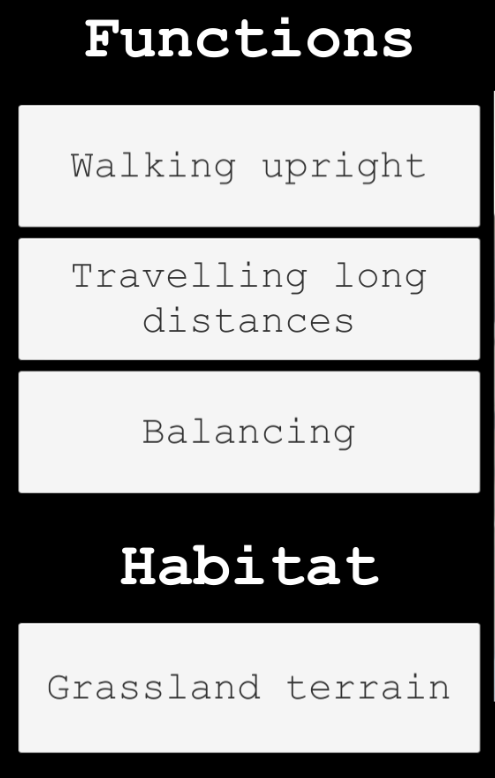 Functions
Walking upright
Travelling long
distances
Balancing
Habitat
Grassland terrain